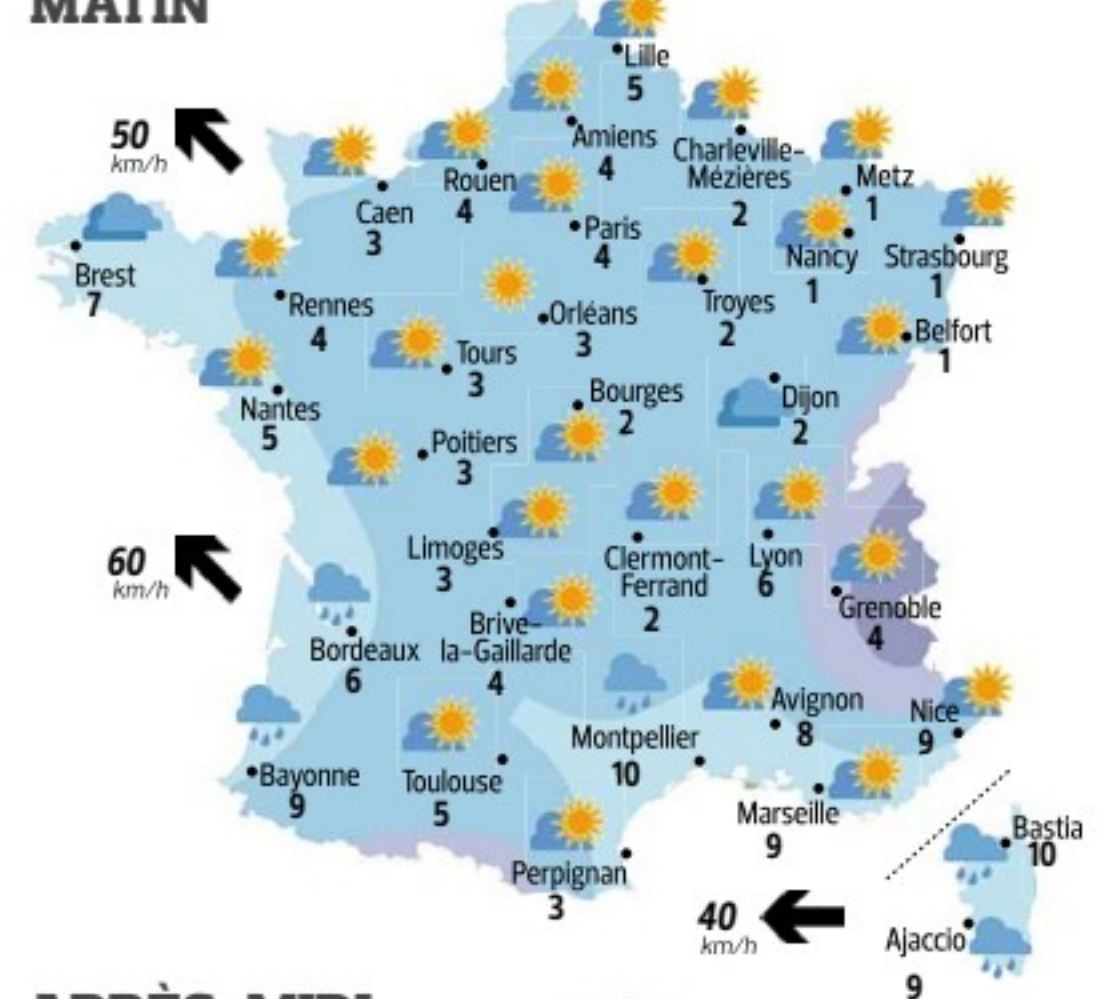 MATIN
Lille
5
50
km/h
Amiens
4
Charleville-
Mézières
2
Metz
1
Rouen
4
Caen
3
Paris
4
Nancy
1
Strasbourg
1
Brest
7
Rennes
4
Orléans
3
Troyes
2
Belfort
1
Tours
3
Nantes
5
Bourges
2
Dijon
2
Poitiers
3
60
km/h
Limoges
3
Clermont-
Ferrand
2
Lyon
6
Grenoble
4
Brive-
la-Gaillarde
4
Bordeaux
6
Avignon
8
Nice
9
Montpellier
10
Bayonne
9
Toulouse
5
Marseille
9
Perpignan
3
Bastia
10
40
km/h
Ajaccio
9
APRÈS-MIDI